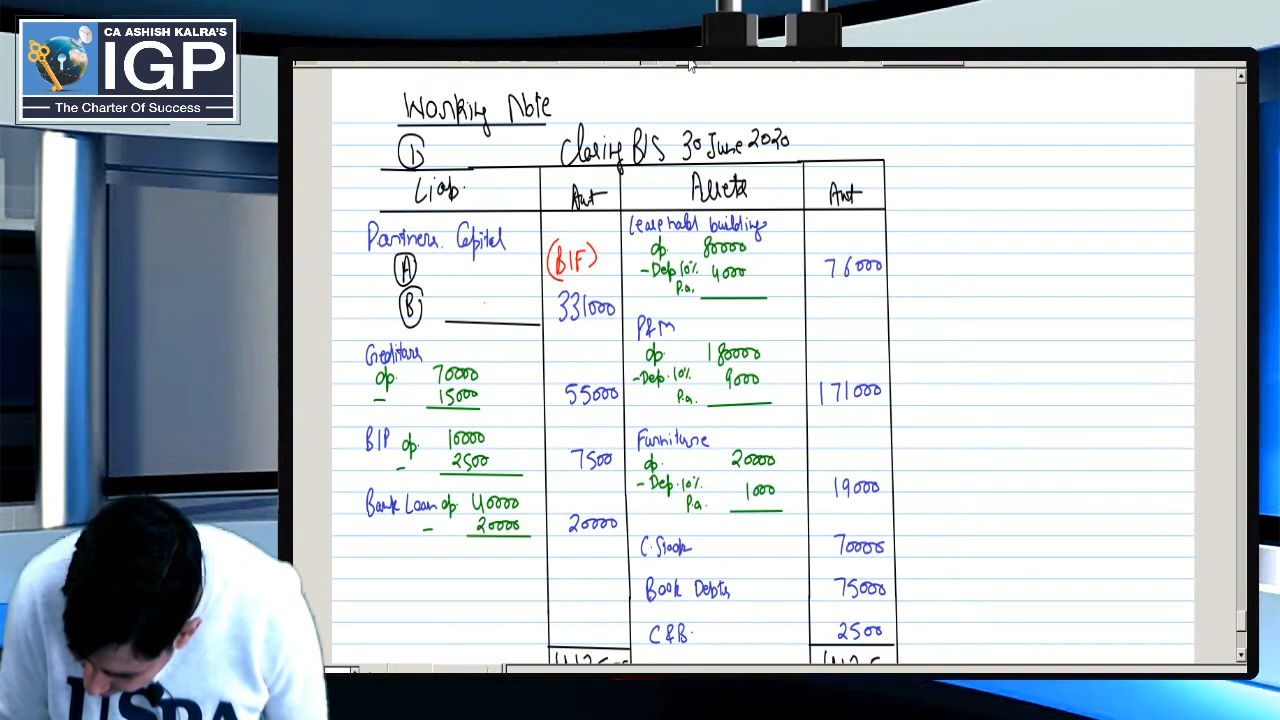 CA ASHISH KALRA'S
IGP
The Charter Of Success
Working Note
1
Closing B/S 30 June 2020
Liab. Amt Assets Amt
Partners. Capital
A (B/F)
B 331000
Creditors
op. 70000
- 15000 55000
B/P op. 10000
- 2500 7500
Bank Loan op. 40000
- 20000 20000
Leasehold building
op. 80000
- Dep 10% 4000 76000
P.a.
P&M
op. 180000
- Dep. 10% 9000
P.a. 171000
Furniture
op. 20000
- Dep. 10% 1000 19000
P.a.
C. Stock 70000
Book Debts 75000
C&B. 2500